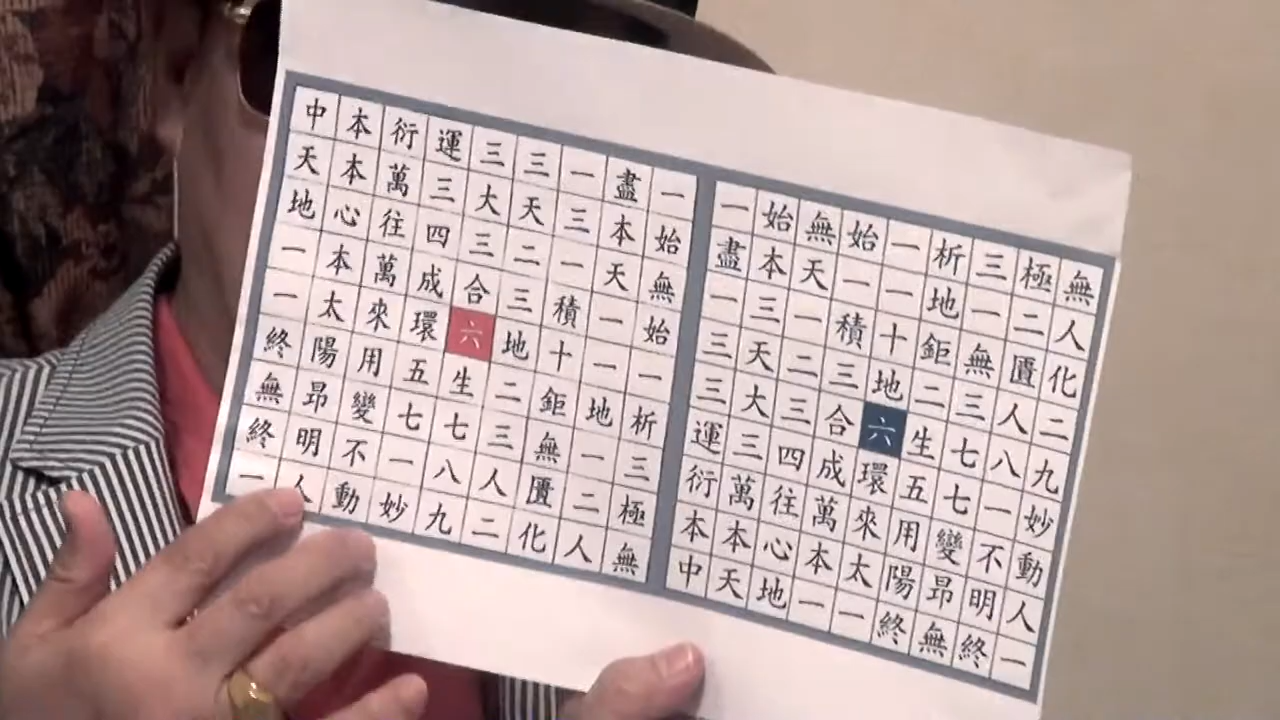 一始無始一析三極無
盡本天一一地一二人
一三一積十鉅無匱化
三天二三地二三人二
三大三合六生七八九
運三四成環五七一妙
衍萬往萬來用變不動
本本心本太陽昂明人
中天地一一終無終一
一始無始一析三極無
盡本天一一地一二人
一三一積十鉅無匱化
三天二三地二三人二
三大三合六生七八九
運三四成環五七一妙
衍萬往萬來用變不動
本本心本太陽昂明人
中天地一一終無終一